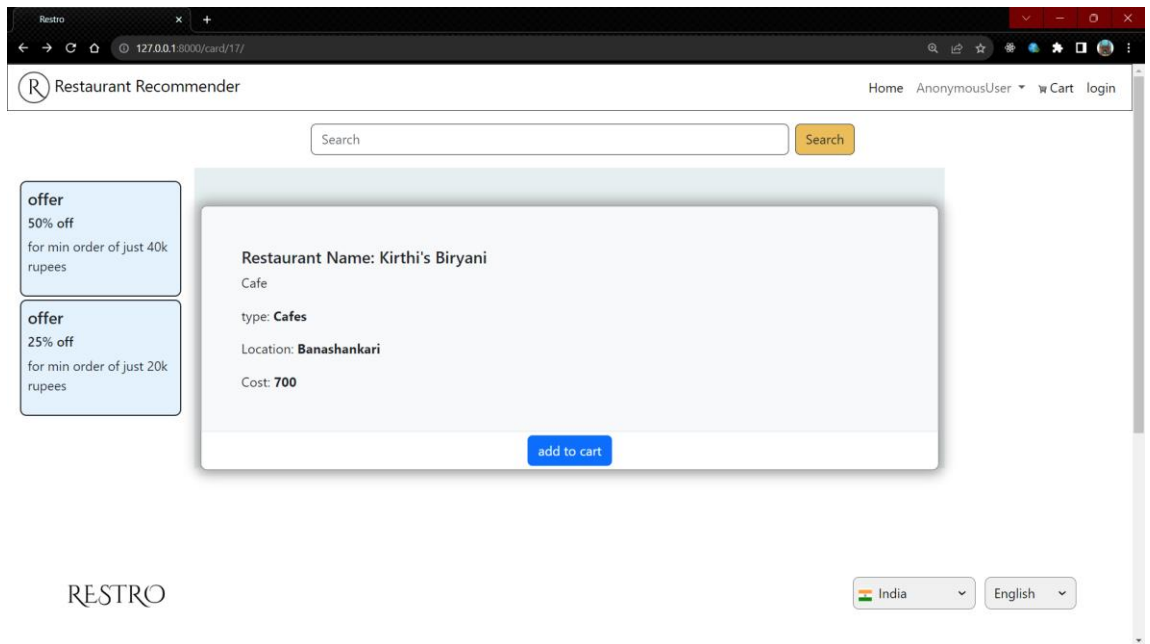 Restro
127.0.0.1:8000/card/17/
R Restaurant Recommender
Home AnonymousUser Cart login
Search Search
offer
50% off
for min order of just 40k
rupees
offer
25% off
for min order of just 20k
rupees
Restaurant Name: Kirthi's Biryani
Cafe
type: Cafes
Location: Banashankari
Cost: 700
add to cart
RESTRO
India English